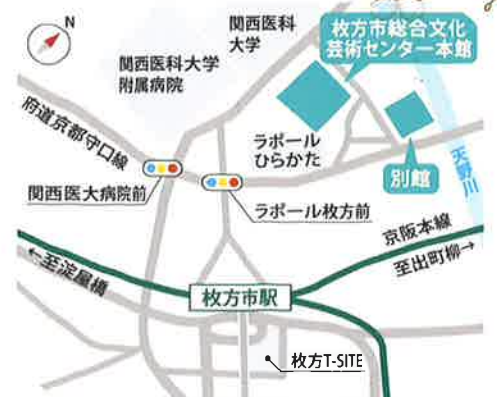 N
関西医科
大学
枚方市総合文化
芸術センター本館
関西医科大学
附属病院
府道京都守口線
ラポール
ひらかた
別館
天野川
関西医大病院前
ラポール枚方前
京阪本線
至出町柳→
←至淀屋橋
枚方市駅
枚方T-SITE